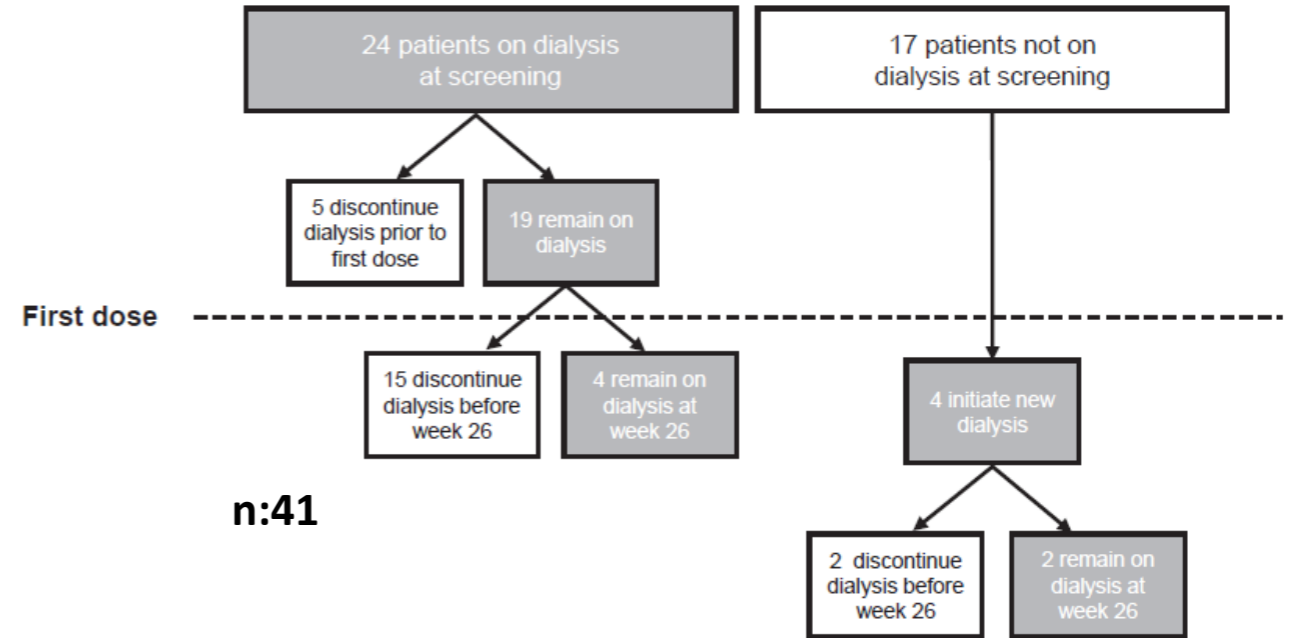 24 patients on dialysis
at screening
17 patients not on
dialysis at screening
5 discontinue
dialysis prior to
first dose
19 remain on
dialysis
First dose
15 discontinue
dialysis before
week 26
4 remain on
dialysis at
week 26
4 initiate new
dialysis
n:41
2 discontinue
dialysis before
week 26
2 remain on
dialysis at
week 26